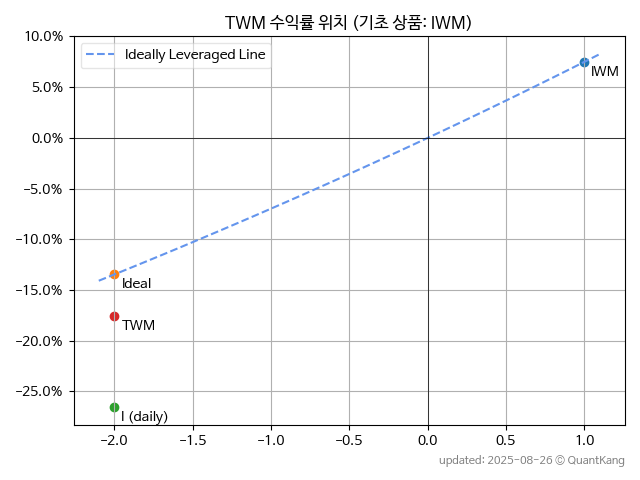 TWM 수익률 위치 (기초 상품: IWM)
10.0%
5.0%
0.0%
−5.0%
−10.0%
−15.0%
−20.0%
−25.0%
Ideally Leveraged Line
IWM
Ideal
TWM
I (daily)
−2.0 −1.5 −1.0 −0.5 0.0 0.5 1.0
updated: 2025-08-26 © QuantKang